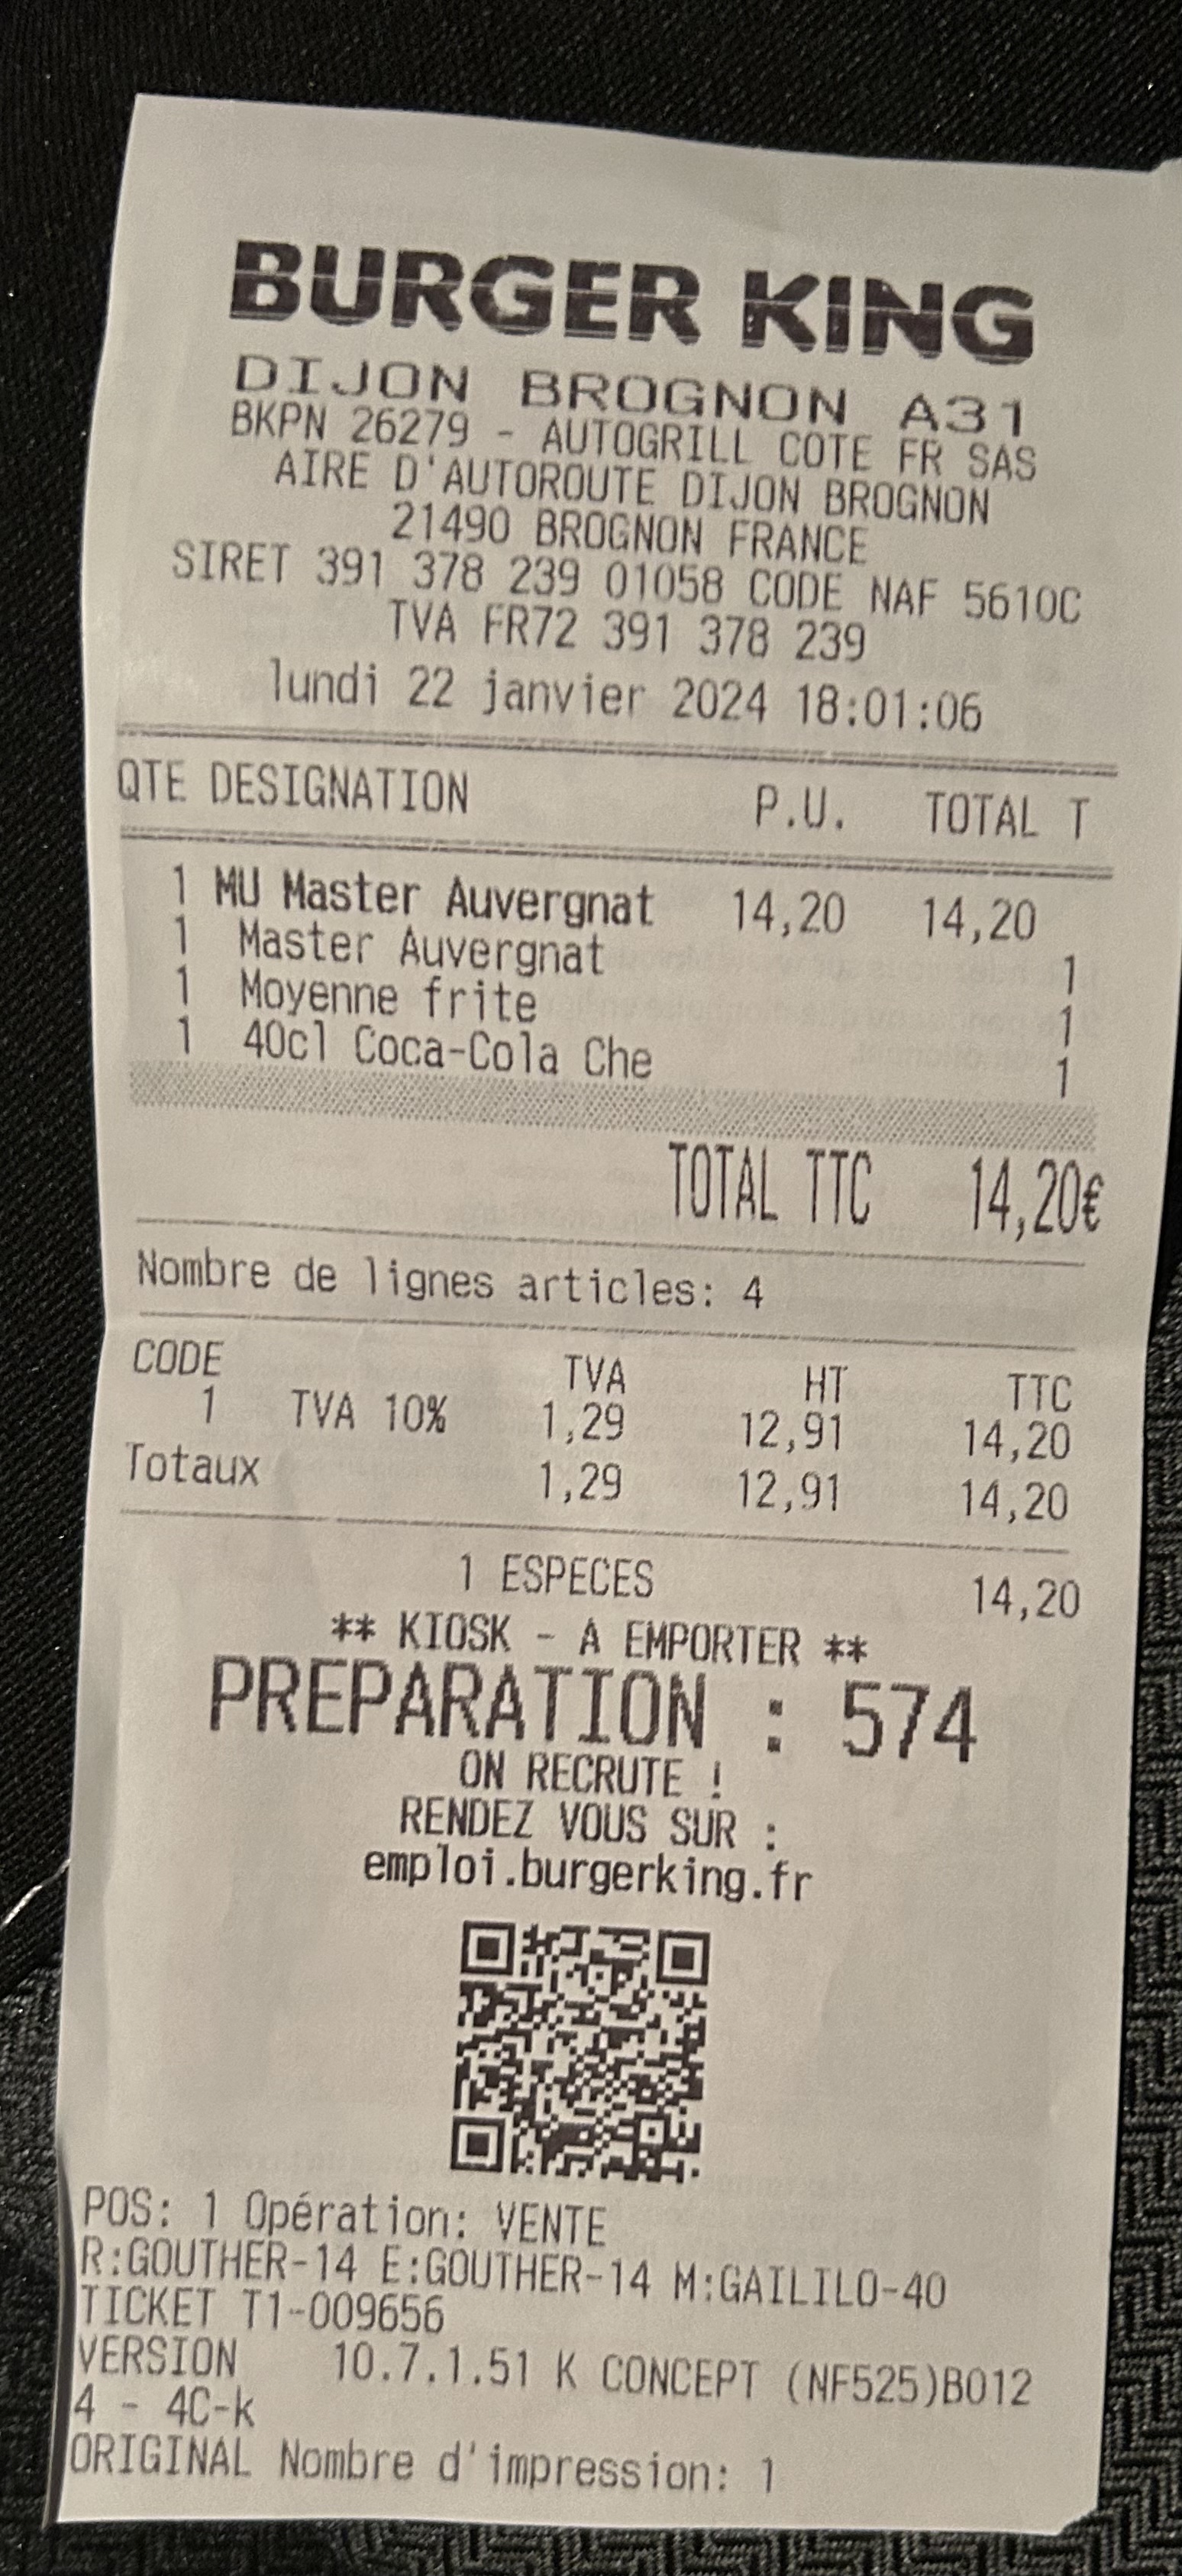 BURGER KING
DIJON BROGNON A31
BKPN 26279 - AUTOGRILL COTE FR SAS
AIRE D'AUTOROUTE DIJON BROGNON
21490 BROGNON FRANCE
SIRET 391 378 239 01058 CODE NAF 5610C
TVA FR72 391 378 239
lundi 22 janvier 2024 18:01:06
QTE DESIGNATION P.U. TOTAL T
1 MU Master Auvergnat 14,20 14,20
1 Master Auvergnat 1
1 Moyenne frite 1
1 40cl Coca-Cola Che 1
TOTAL TTC 14,20€
Nombre de lignes articles: 4
CODE TVA HT TTC
1 TVA 10% 1,29 12,91 14,20
Totaux 1,29 12,91 14,20
1 ESPECES 14,20
** KIOSK - A EMPORTER **
PREPARATION : 574
ON RECRUTE !
RENDEZ VOUS SUR :
emploi.burgerking.fr
POS: 1 Opération: VENTE
R:GOUTHER-14 E:GOUTHER-14 M:GAILILO-40
TICKET T1-009656
VERSION 10.7.1.51 K CONCEPT (NF525)B012
4 - 4C-k
ORIGINAL Nombre d'impression: 1